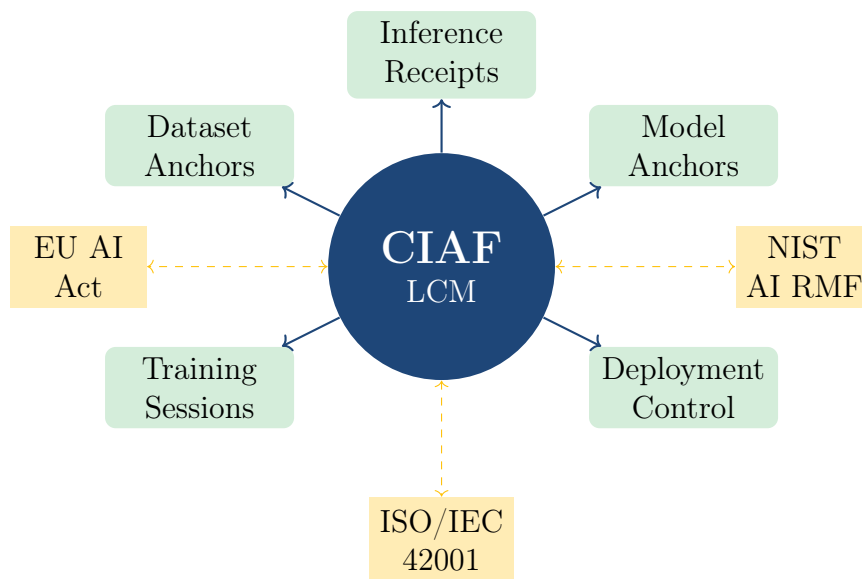 Inference
Receipts
Dataset
Anchors
Model
Anchors
EU AI
Act
CIAF
LCM
NIST
AI RMF
Training
Sessions
Deployment
Control
ISO/IEC
42001